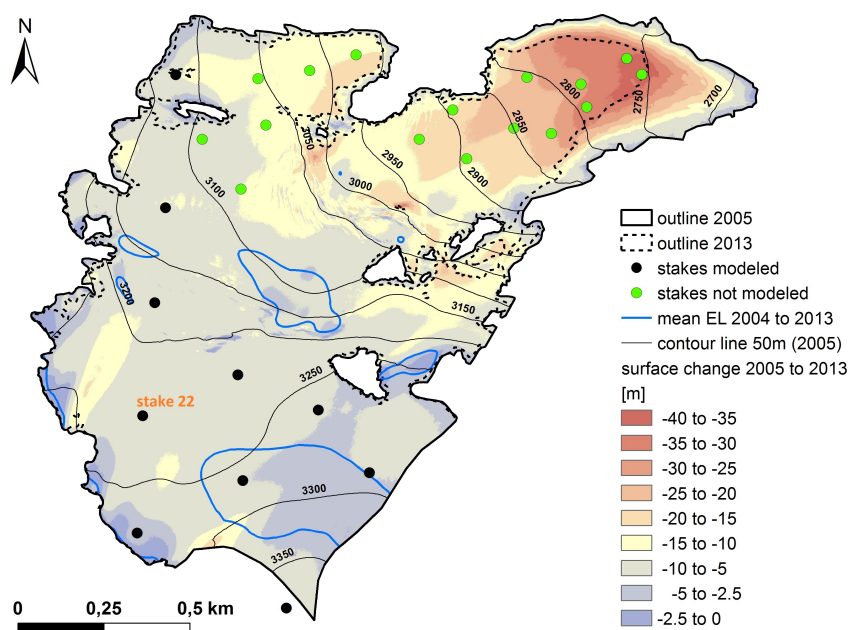 N
2800
2750
2700
2850
3050
2950
2900
3000
3100
3200
3150
3250
stake 22
3300
3350
0 0,25 0,5 km
outline 2005
outline 2013
stakes modeled
stakes not modeled
mean EL 2004 to 2013
contour line 50m (2005)
surface change 2005 to 2013
[m]
-40 to -35
-35 to -30
-30 to -25
-25 to -20
-20 to -15
-15 to -10
-10 to -5
-5 to -2.5
-2.5 to 0